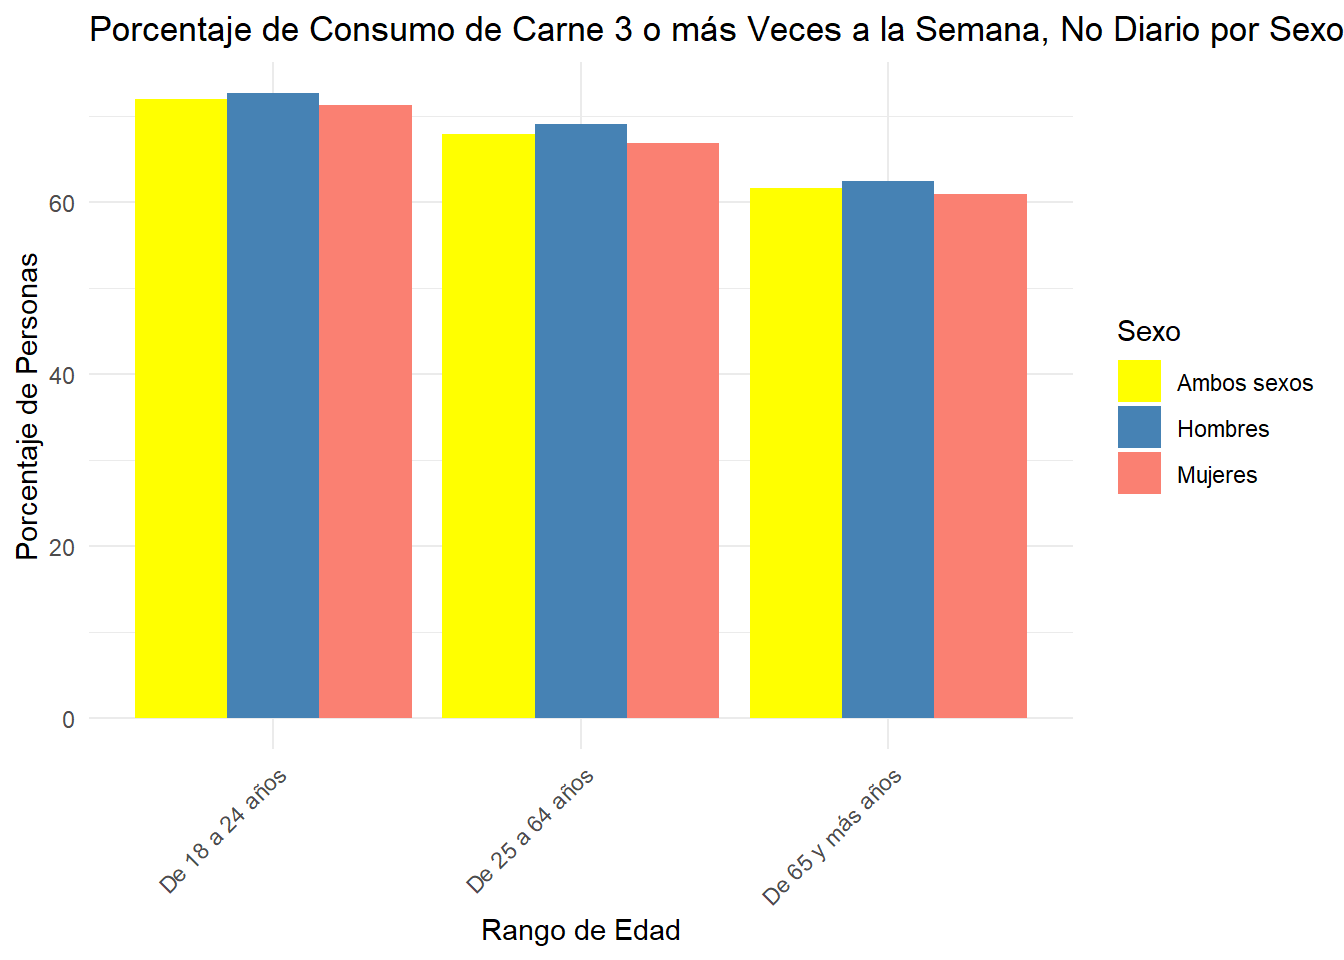 Porcentaje de Consumo de Carne 3 o más Veces a la Semana, No Diario por Sexo
Porcentaje de Personas
60
40
20
0
De 18 a 24 años
De 25 a 64 años
De 65 y más años
Rango de Edad
Sexo
Ambos sexos
Hombres
Mujeres